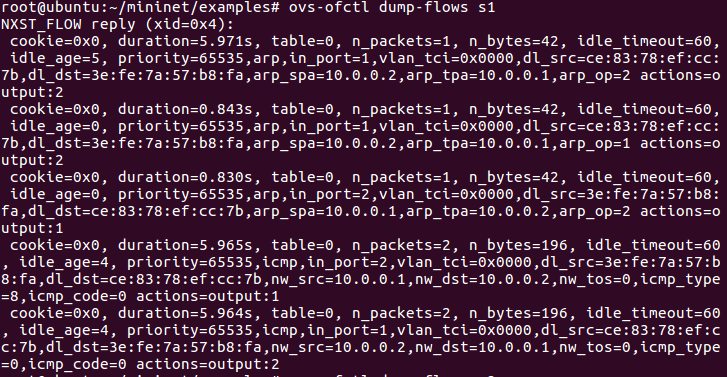 root@ubuntu:~/mininet/examples# ovs-ofctl dump-flows s1
NXST_FLOW reply (xid=0x4):
 cookie=0x0, duration=5.971s, table=0, n_packets=1, n_bytes=42, idle_timeout=60,
 idle_age=5, priority=65535,arp,in_port=1,vlan_tci=0x0000,dl_src=ce:83:78:ef:cc:
7b,dl_dst=3e:fe:7a:57:b8:fa,arp_spa=10.0.0.2,arp_tpa=10.0.0.1,arp_op=2 actions=o
utput:2
 cookie=0x0, duration=0.843s, table=0, n_packets=1, n_bytes=42, idle_timeout=60,
 idle_age=0, priority=65535,arp,in_port=1,vlan_tci=0x0000,dl_src=ce:83:78:ef:cc:
7b,dl_dst=3e:fe:7a:57:b8:fa,arp_spa=10.0.0.2,arp_tpa=10.0.0.1,arp_op=1 actions=o
utput:2
 cookie=0x0, duration=0.830s, table=0, n_packets=1, n_bytes=42, idle_timeout=60,
 idle_age=0, priority=65535,arp,in_port=2,vlan_tci=0x0000,dl_src=3e:fe:7a:57:b8:
fa,dl_dst=ce:83:78:ef:cc:7b,arp_spa=10.0.0.1,arp_tpa=10.0.0.2,arp_op=2 actions=o
utput:1
 cookie=0x0, duration=5.965s, table=0, n_packets=2, n_bytes=196, idle_timeout=60
, idle_age=4, priority=65535,icmp,in_port=2,vlan_tci=0x0000,dl_src=3e:fe:7a:57:b
8:fa,dl_dst=ce:83:78:ef:cc:7b,nw_src=10.0.0.1,nw_dst=10.0.0.2,nw_tos=0,icmp_type
=8,icmp_code=0 actions=output:1
 cookie=0x0, duration=5.964s, table=0, n_packets=2, n_bytes=196, idle_timeout=60
, idle_age=4, priority=65535,icmp,in_port=1,vlan_tci=0x0000,dl_src=ce:83:78:ef:c
c:7b,dl_dst=3e:fe:7a:57:b8:fa,nw_src=10.0.0.2,nw_dst=10.0.0.1,nw_tos=0,icmp_type
=0,icmp_code=0 actions=output:2